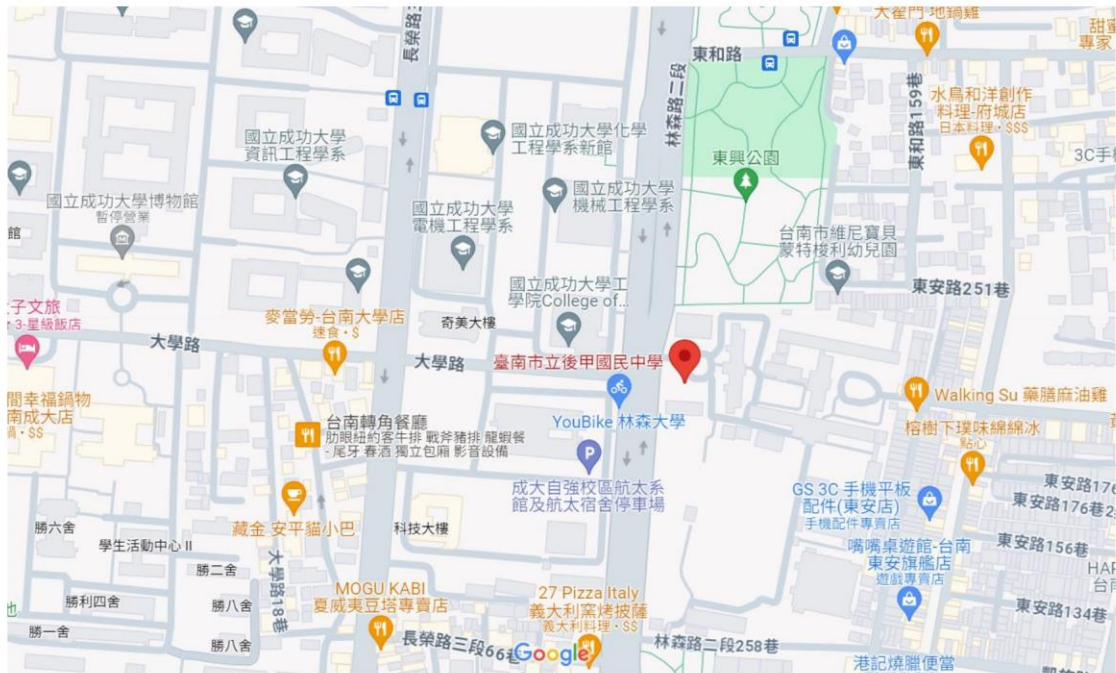 大翟門 地鍋雞
甜蜜
專家
長榮路三
東和路
林森路二段
東和路159巷
水鳥和洋創作
料理-府城店
日本料理・$$$
3C手機
國立成功大學
資訊工程學系
國立成功大學化學
工程學系新館
東興公園
國立成功大學博物館
暫停營業
國立成功大學
機械工程學系
國立成功大學
電機工程學系
台南市維尼寶貝
蒙特梭利幼兒園
館
東安路251巷
子文旅
3-星級飯店
麥當勞-台南大學店
速食・$
國立成功大學工
學院College of...
奇美大樓
大學路
大學路
臺南市立後甲國民中學
YouBike 林森大學
Walking Su 藥膳麻油雞
間幸福鍋物
南成大店
鍋・$$
台南轉角餐廳
肋眼紐約客牛排 戰斧豬排 龍蝦餐
- 尾牙 春酒 獨立包廂 影音設備
榕樹下璞味綿綿冰
點心
成大自強校區航太系
館及航太宿舍停車場
GS 3C 手機平板
配件(東安店)
手機配件專賣店
東安路176
東安路176巷2
藏金 安平貓小巴
科技大樓
勝六舍
學生活動中心 II
大學路18巷
嘴嘴桌遊館-台南
東安旗艦店
遊戲專賣店
東安路156巷
HAP
台南
勝二舍
勝利四舍
勝八舍
MOGU KABI
夏威夷豆塔專賣店
27 Pizza Italy
義大利窯烤披薩
義大利料理・$$
東安路134巷
勝一舍
勝八舍
長榮路三段66巷
Google
林森路二段258巷
港記燒臘便當